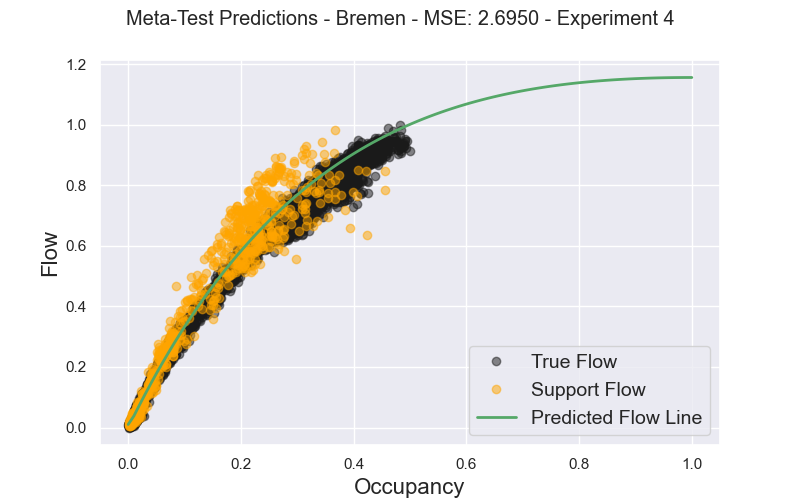 Meta-Test Predictions - Bremen - MSE: 2.6950 - Experiment 4
Flow
1.2
1.0
0.8
0.6
0.4
0.2
0.0
True Flow
Support Flow
Predicted Flow Line
0.0 0.2 0.4 0.6 0.8 1.0
Occupancy